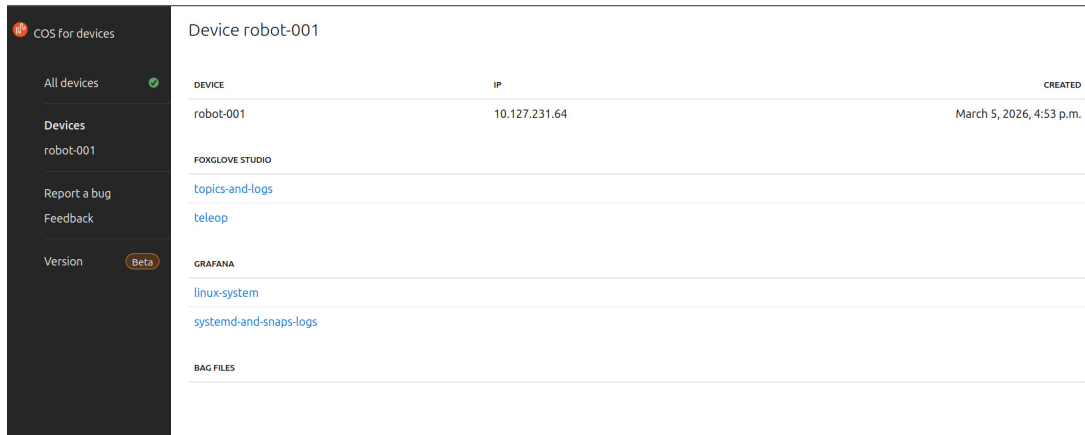 COS for devices
All devices
Devices
robot-001
Report a bug
Feedback
Version Beta
Device robot-001
DEVICE IP CREATED
robot-001 10.127.231.64 March 5, 2026, 4:53 p.m.
FOXGLOVE STUDIO
topics-and-logs
teleop
GRAFANA
linux-system
systemd-and-snaps-logs
BAG FILES